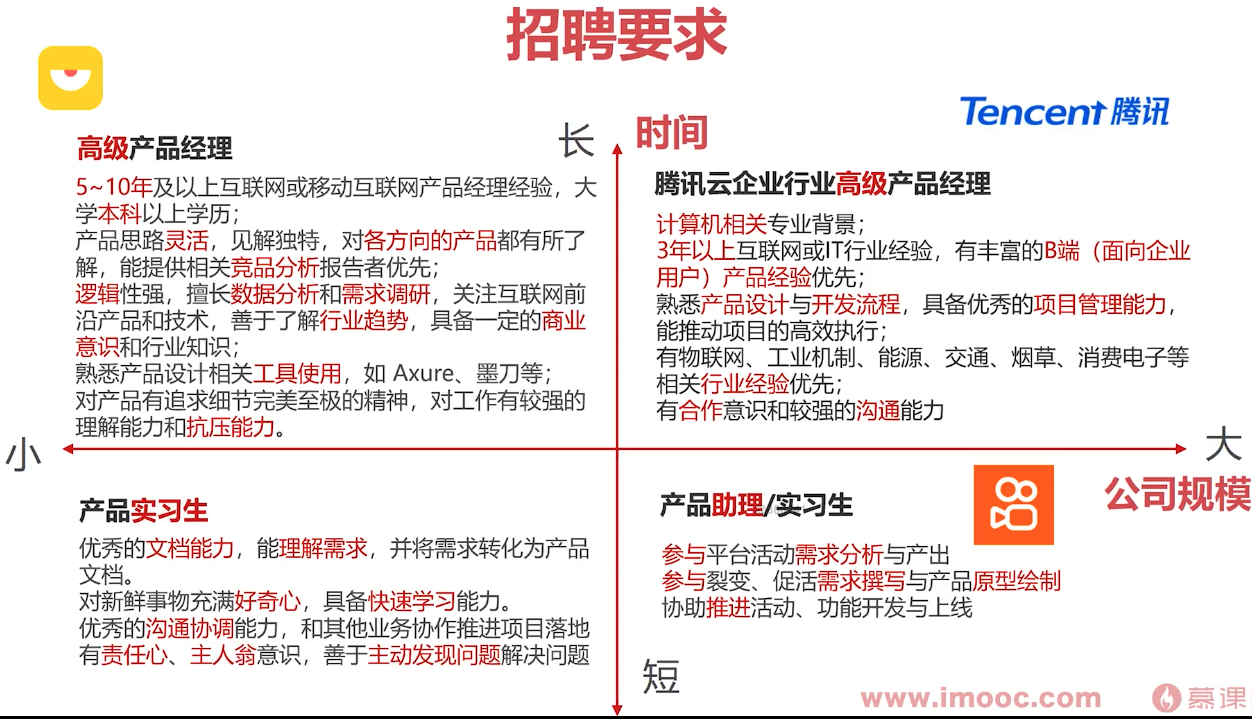 招聘要求
Tencent 腾讯
长
时间
高级产品经理
5~10年及以上互联网或移动互联网产品经理经验，大
学本科以上学历；
产品思路灵活，见解独特，对各方向的产品都有所了
解，能提供相关竞品分析报告者优先；
逻辑性强，擅长数据分析和需求调研，关注互联网前
沿产品和技术，善于了解行业趋势，具备一定的商业
意识和行业知识；
熟悉产品设计相关工具使用，如 Axure、墨刀等；
对产品有追求细节完美至极的精神，对工作有较强的
理解能力和抗压能力。
腾讯云企业行业高级产品经理
计算机相关专业背景；
3年以上互联网或IT行业经验，有丰富的B端（面向企业
用户）产品经验优先；
熟悉产品设计与开发流程，具备优秀的项目管理能力，
能推动项目的高效执行；
有物联网、工业机制、能源、交通、烟草、消费电子等
相关行业经验优先；
有合作意识和较强的沟通能力
小
大
公司规模
产品实习生
优秀的文档能力，能理解需求，并将需求转化为产品
文档。
对新鲜事物充满好奇心，具备快速学习能力。
优秀的沟通协调能力，和其他业务协作推进项目落地
有责任心、主人翁意识，善于主动发现问题解决问题
产品助理/实习生
参与平台活动需求分析与产出
参与裂变、促活需求撰写与产品原型绘制
协助推进活动、功能开发与上线
短
www.imooc.com
慕课